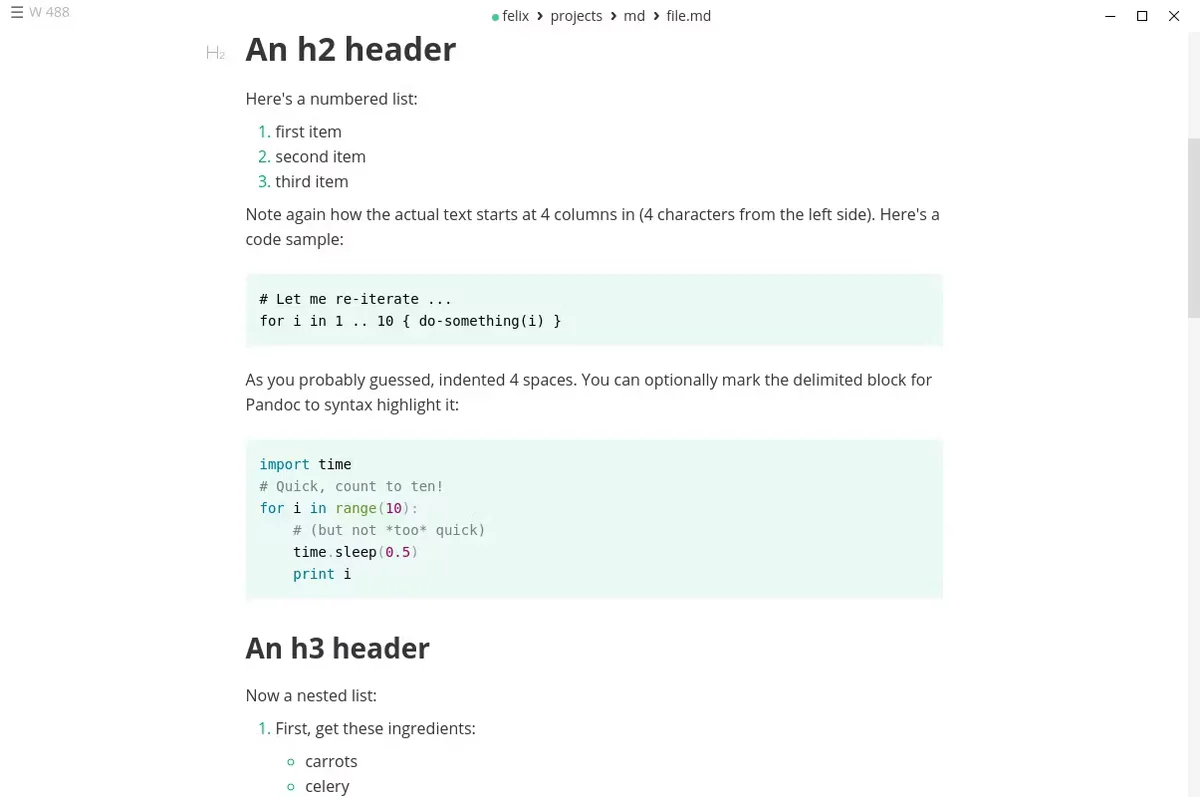 ☰ W 488
felix › projects › md › file.md
H2 An h2 header
Here's a numbered list:
1. first item
2. second item
3. third item
Note again how the actual text starts at 4 columns in (4 characters from the left side). Here's a
code sample:
# Let me re-iterate ...
for i in 1 .. 10 { do-something(i) }
As you probably guessed, indented 4 spaces. You can optionally mark the delimited block for
Pandoc to syntax highlight it:
import time
# Quick, count to ten!
for i in range(10):
    # (but not *too* quick)
    time.sleep(0.5)
    print i
An h3 header
Now a nested list:
1. First, get these ingredients:
◦ carrots
◦ celery